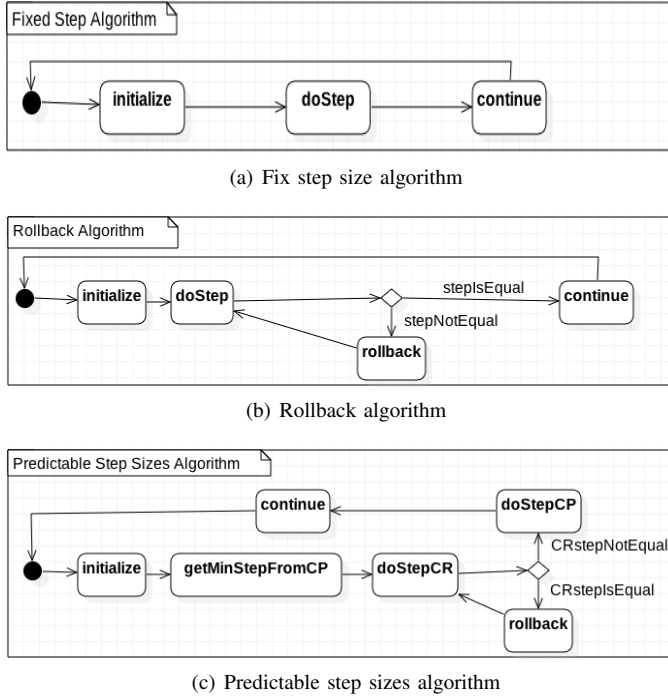 Fixed Step Algorithm
initialize
doStep
continue
(a) Fix step size algorithm
Rollback Algorithm
initialize
doStep
stepIsEqual
continue
stepNotEqual
rollback
(b) Rollback algorithm
Predictable Step Sizes Algorithm
continue
doStepCP
CRstepNotEqual
initialize
getMinStepFromCP
doStepCR
CRstepIsEqual
rollback
(c) Predictable step sizes algorithm